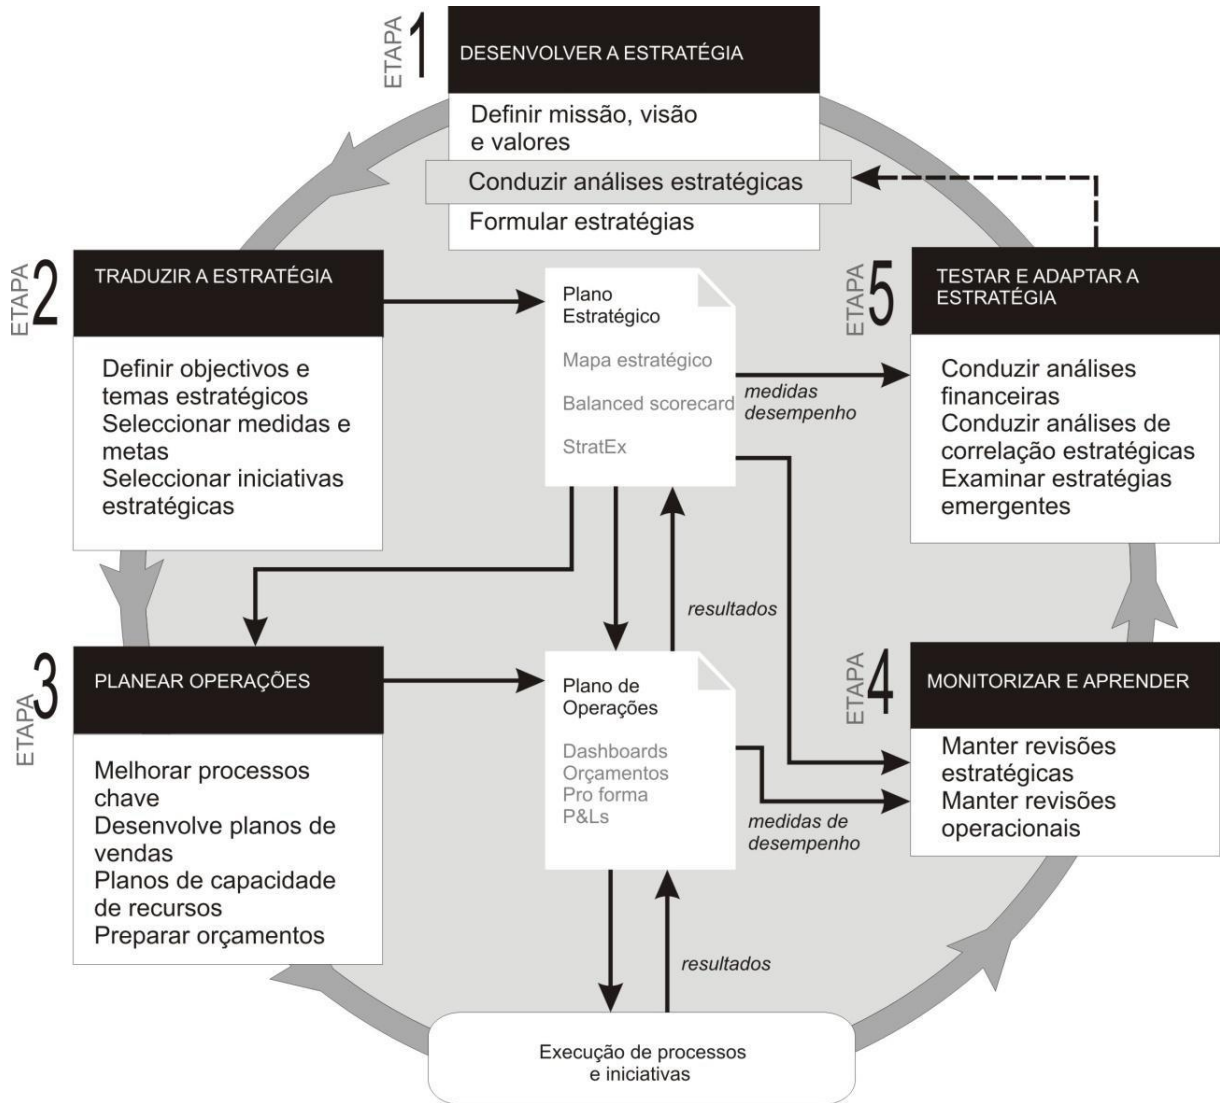 ETAPA 1
DESENVOLVER A ESTRATÉGIA
Definir missão, visão
e valores
Conduzir análises estratégicas
Formular estratégias
ETAPA 2
TRADUZIR A ESTRATÉGIA
Definir objectivos e
temas estratégicos
Seleccionar medidas e
metas
Seleccionar iniciativas
estratégicas
Plano
Estratégico
Mapa estratégico
Balanced scorecard
StratEx
medidas
desempenho
ETAPA 5
TESTAR E ADAPTAR A
ESTRATÉGIA
Conduzir análises
financeiras
Conduzir análises de
correlação estratégicas
Examinar estratégias
emergentes
resultados
ETAPA 3
PLANEAR OPERAÇÕES
Melhorar processos
chave
Desenvolve planos de
vendas
Planos de capacidade
de recursos
Preparar orçamentos
Plano de
Operações
Dashboards
Orçamentos
Pro forma
P&Ls
medidas de
desempenho
ETAPA 4
MONITORIZAR E APRENDER
Manter revisões
estratégicas
Manter revisões
operacionais
resultados
Execução de processos
e iniciativas